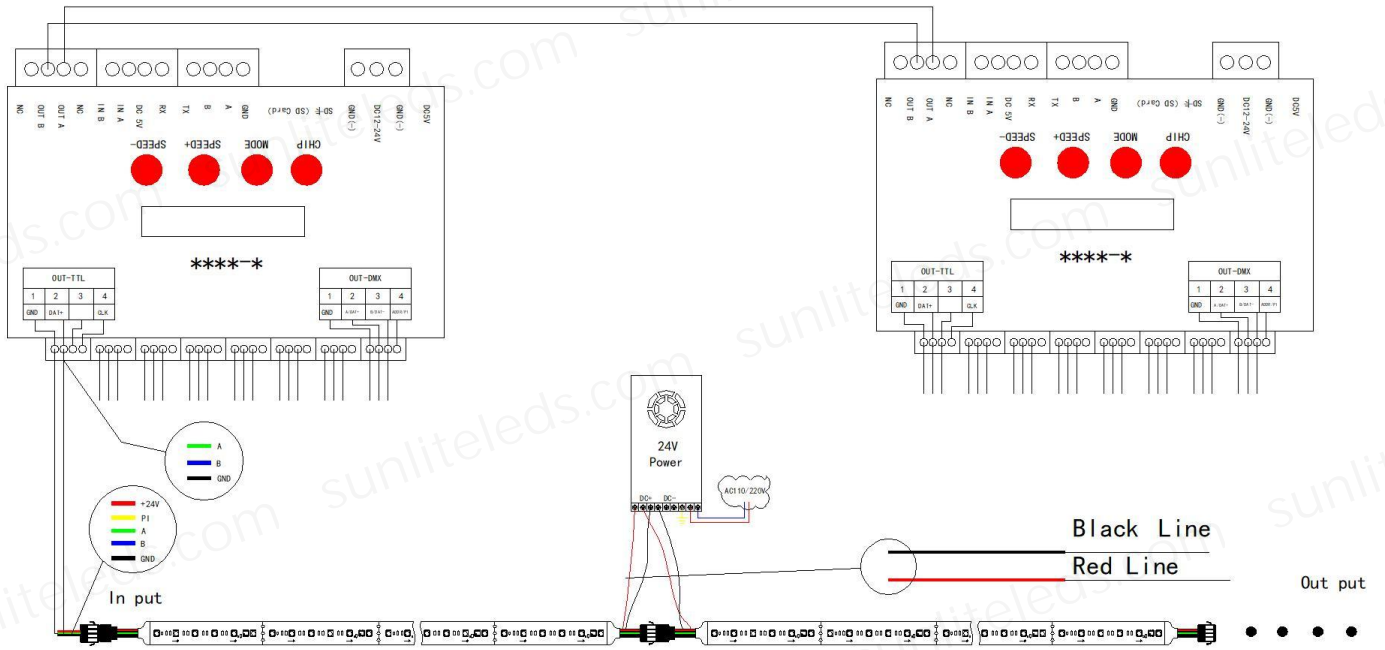 NC
OUT B
OUT A
NC
IN B
IN A
DC 5V
RX
TX
B
A
GND
SD卡 (SD Card)
GND(-)
DC12-24V
GND(-)
DC5V
SPEED-
SPEED+
MODE
CHIP
****-*
OUT-TTL
1 2 3 4
GND DAT+ CLK
OUT-DMX
1 2 3 4
GND
NC
OUT B
OUT A
NC
IN B
IN A
DC 5V
RX
TX
B
A
GND
SD卡 (SD Card)
GND(-)
DC12-24V
GND(-)
DC5V
SPEED-
SPEED+
MODE
CHIP
****-*
OUT-TTL
1 2 3 4
GND DAT+ CLK
OUT-DMX
1 2 3 4
GND
A
B
GND
+24V
PI
A
B
GND
In put
24V
Power
DC+ DC-
AC110/220V
Black Line
Red Line
Out put
sunliteleds.com